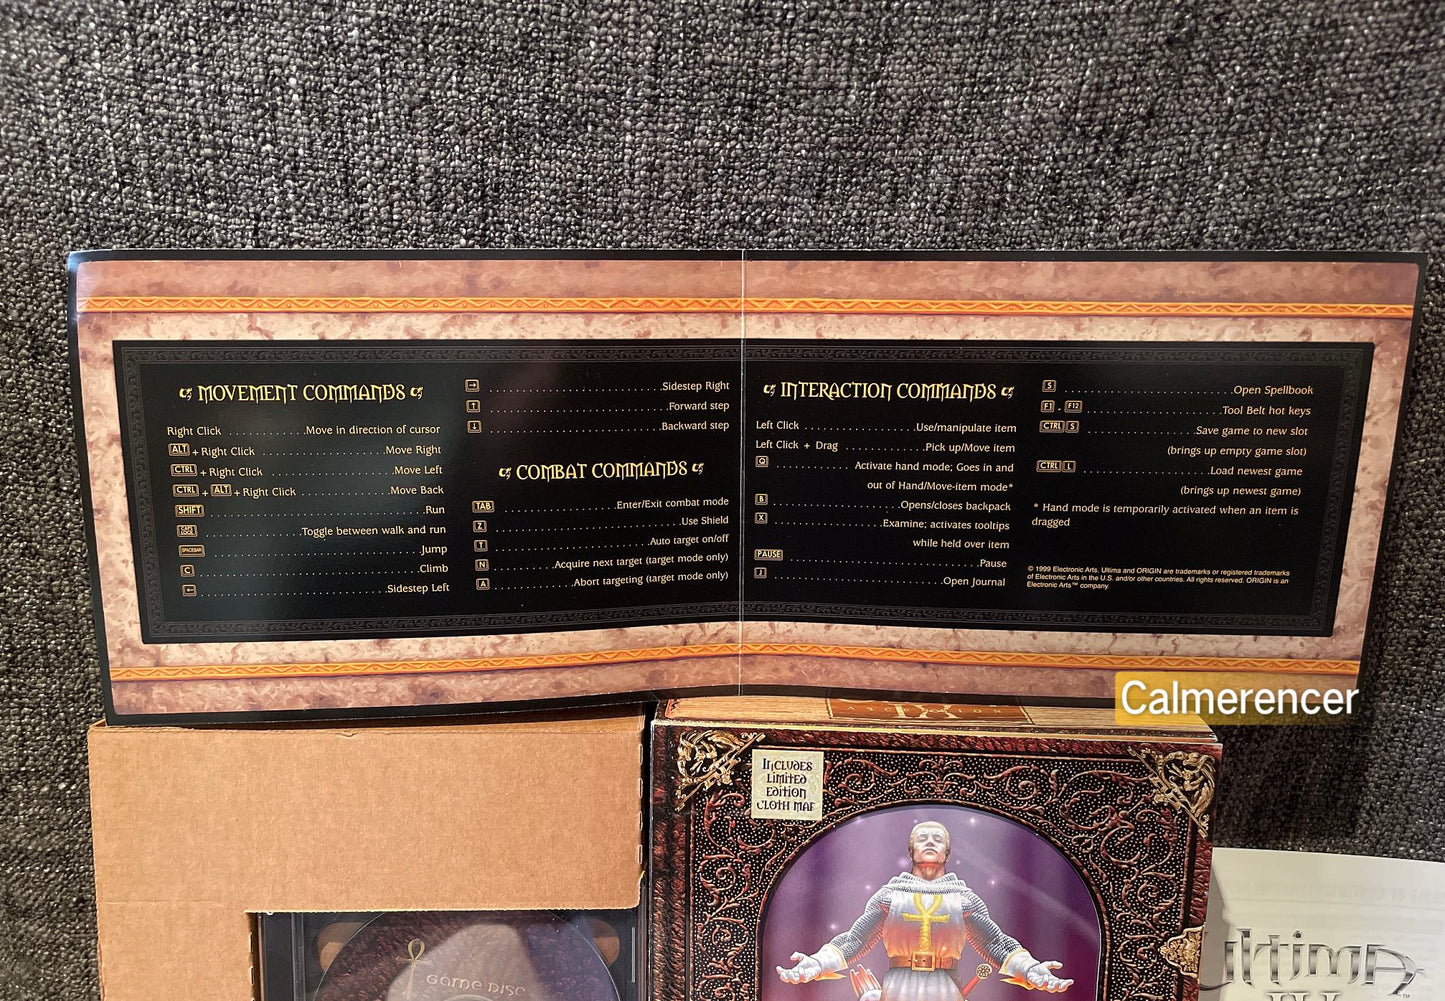 MOVEMENT COMMANDS
Right Click . . . . . . . . . . . . .Move in direction of cursor
ALT + Right Click . . . . . . . . . . . . . . . . . . . . .Move Right
CTRL + Right Click . . . . . . . . . . . . . . . . . . . . .Move Left
CTRL + ALT + Right Click . . . . . . . . . . . . . .Move Back
SHIFT . . . . . . . . . . . . . . . . . . . . . . . . . . . . . . . . . . .Run
CAPS LOCK . . . . . . . . . . . . . . . .Toggle between walk and run
SPACEBAR . . . . . . . . . . . . . . . . . . . . . . . . . . . . . . . . . .Jump
C . . . . . . . . . . . . . . . . . . . . . . . . . . . . . . . . . . . .Climb
← . . . . . . . . . . . . . . . . . . . . . . . . . . . . . .Sidestep Left
→ . . . . . . . . . . . . . . . . . . . . . . . . . . .Sidestep Right
↑ . . . . . . . . . . . . . . . . . . . . . . . . . . . .Forward step
↓ . . . . . . . . . . . . . . . . . . . . . . . . . . .Backward step
COMBAT COMMANDS
TAB . . . . . . . . . . . . . . . . . . .Enter/Exit combat mode
Z . . . . . . . . . . . . . . . . . . . . . . . . . . . . . .Use Shield
T . . . . . . . . . . . . . . . . . . . . . . . .Auto target on/off
N . . . . . . . . . .Acquire next target (target mode only)
A . . . . . . . . . . . . .Abort targeting (target mode only)
INTERACTION COMMANDS
Left Click . . . . . . . . . . . . . . . . . . .Use/manipulate item
Left Click + Drag . . . . . . . . . . . . .Pick up/Move item
Q . . . . . . . . . . . . . .Activate hand mode; Goes in and
out of Hand/Move-item mode*
B . . . . . . . . . . . . . . . . . . . . .Opens/closes backpack
X . . . . . . . . . . . . . . . . . .Examine; activates tooltips
while held over item
PAUSE . . . . . . . . . . . . . . . . . . . . . . . . . . . . . . . .Pause
J . . . . . . . . . . . . . . . . . . . . . . . . . . . . .Open Journal
S . . . . . . . . . . . . . . . . . . . . . . . . . . .Open Spellbook
F1 - F12 . . . . . . . . . . . . . . . . . . . . . .Tool Belt hot keys
CTRL S . . . . . . . . . . . . . . . . . . .Save game to new slot
(brings up empty game slot)
CTRL L . . . . . . . . . . . . . . . . . . . . . .Load newest game
(brings up newest game)
* Hand mode is temporarily activated when an item is
dragged
© 1999 Electronic Arts. Ultima and ORIGIN are trademarks or registered trademarks
of Electronic Arts in the U.S. and/or other countries. All rights reserved. ORIGIN is an
Electronic Arts™ company.
Calmerencer
IX
ASCENSION
INCLUDES
LIMITED
EDITION
CLOTH MAP
GAME DISC
Ultima